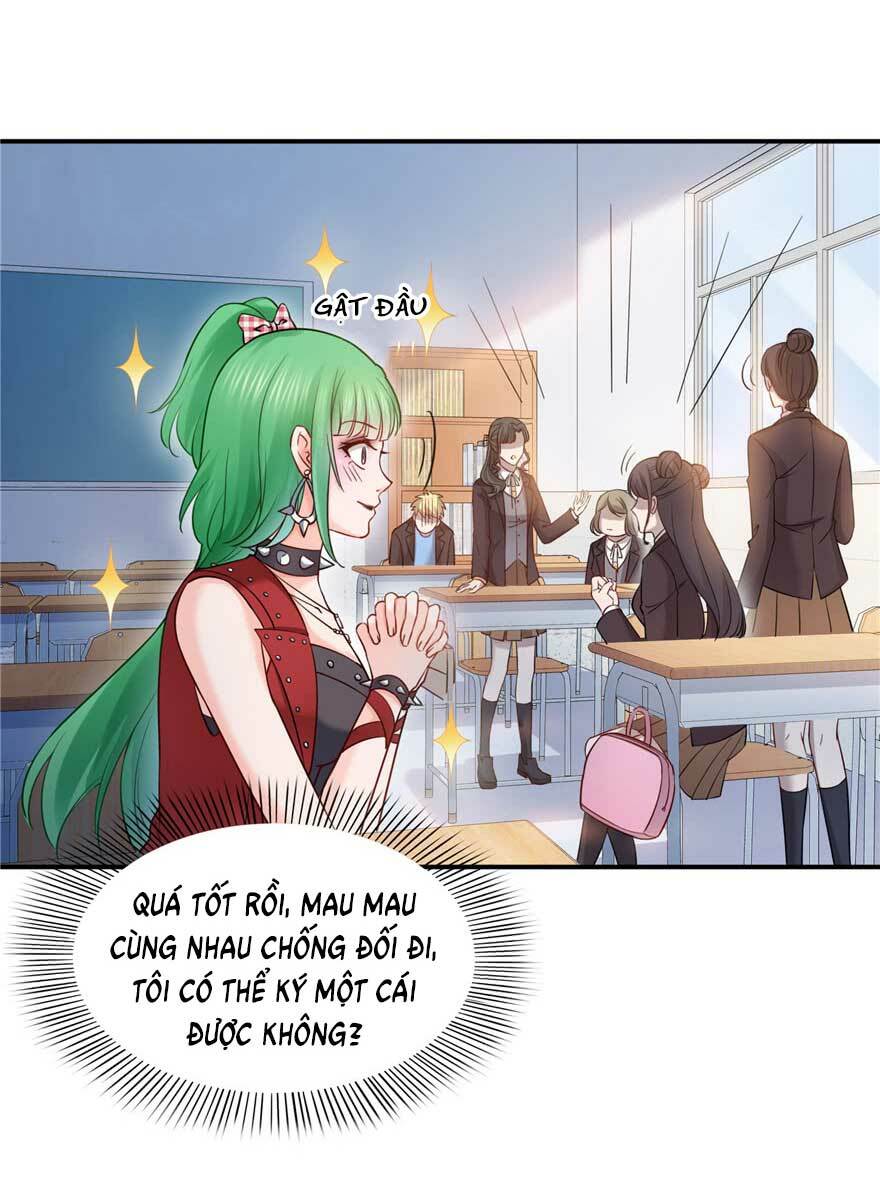 GẬT ĐẦU
QUÁ TỐT RỒI, MAU MAU
CÙNG NHAU CHỐNG ĐỐI ĐI,
TÔI CÓ THỂ KÝ MỘT CÁI
ĐƯỢC KHÔNG?